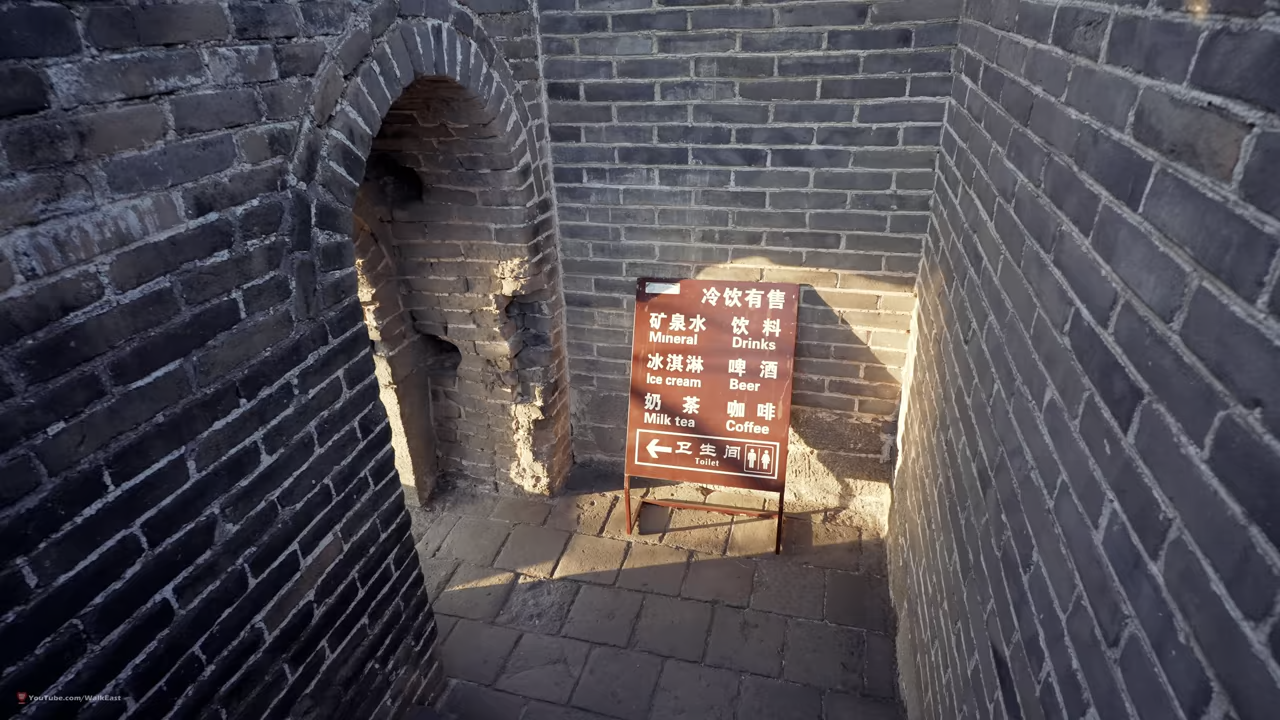 冷饮有售
矿泉水 饮料
Mineral Drinks
冰淇淋 啤酒
Ice cream Beer
奶茶 咖啡
Milk tea Coffee
卫生间
Toilet
YouTube.com/WalkEast